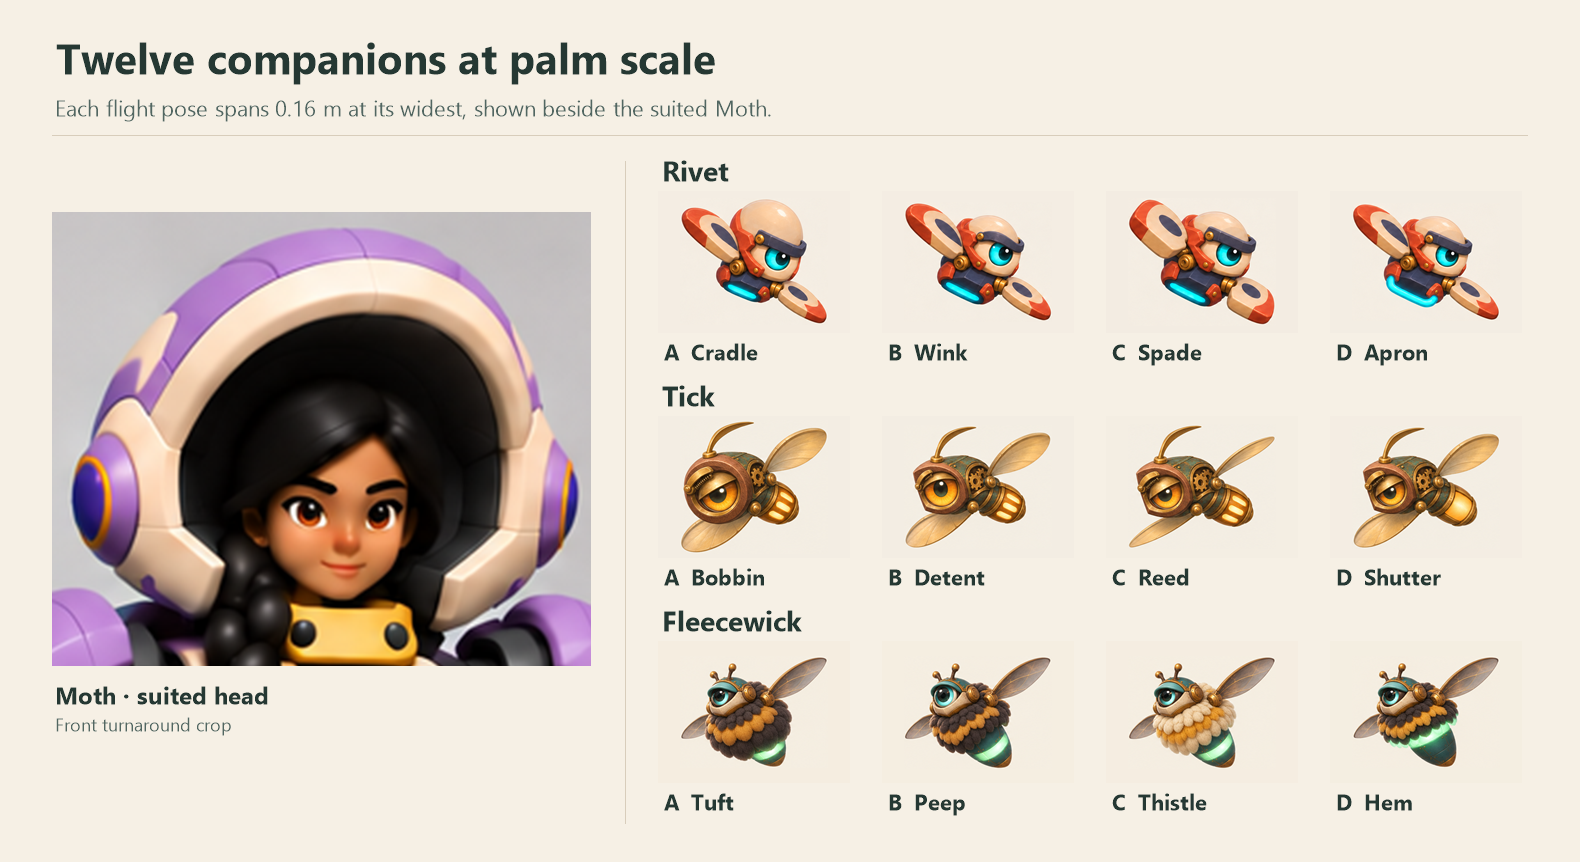 Twelve companions at palm scale
Each flight pose spans 0.16 m at its widest, shown beside the suited Moth.
Moth · suited head
Front turnaround crop
Rivet
A Cradle
B Wink
C Spade
D Apron
Tick
A Bobbin
B Detent
C Reed
D Shutter
Fleecewick
A Tuft
B Peep
C Thistle
D Hem